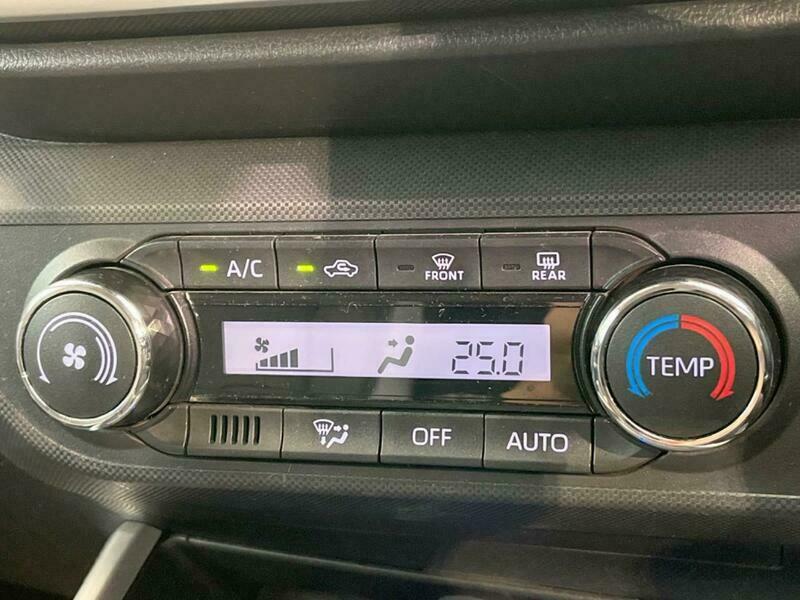 A/C
FRONT
REAR
25.0
TEMP
OFF
AUTO